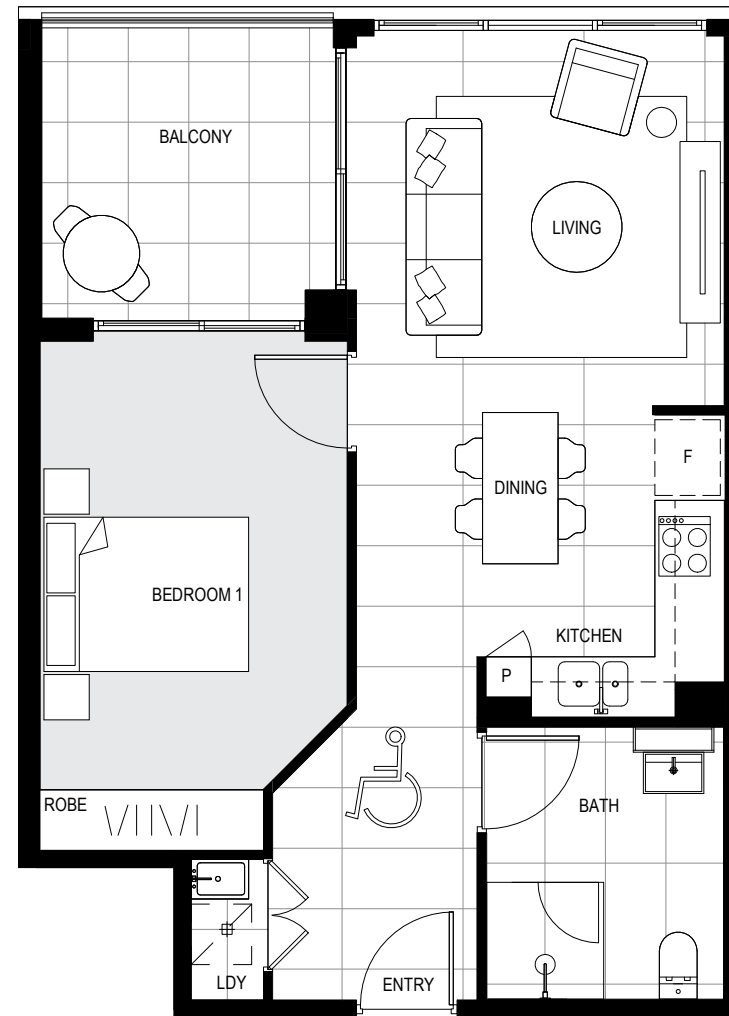 BALCONY
LIVING
F
DINING
BEDROOM 1
KITCHEN
P
ROBE
BATH
LDY
ENTRY